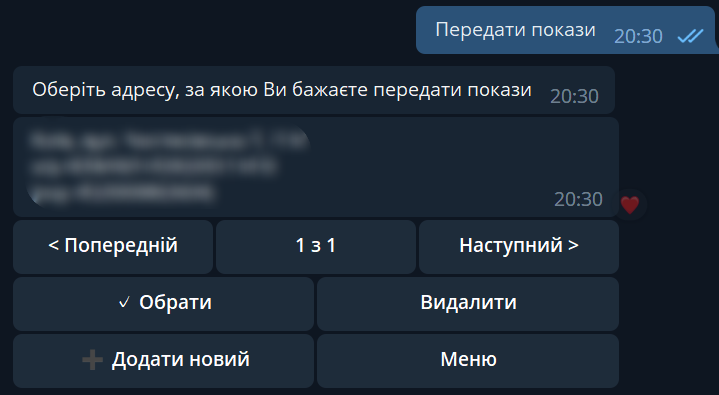 Передати покази 20:30
Оберіть адресу, за якою Ви бажаєте передати покази 20:30
20:30
< Попередній
1 з 1
Наступний >
✓ Обрати
Видалити
➕ Додати новий
Меню